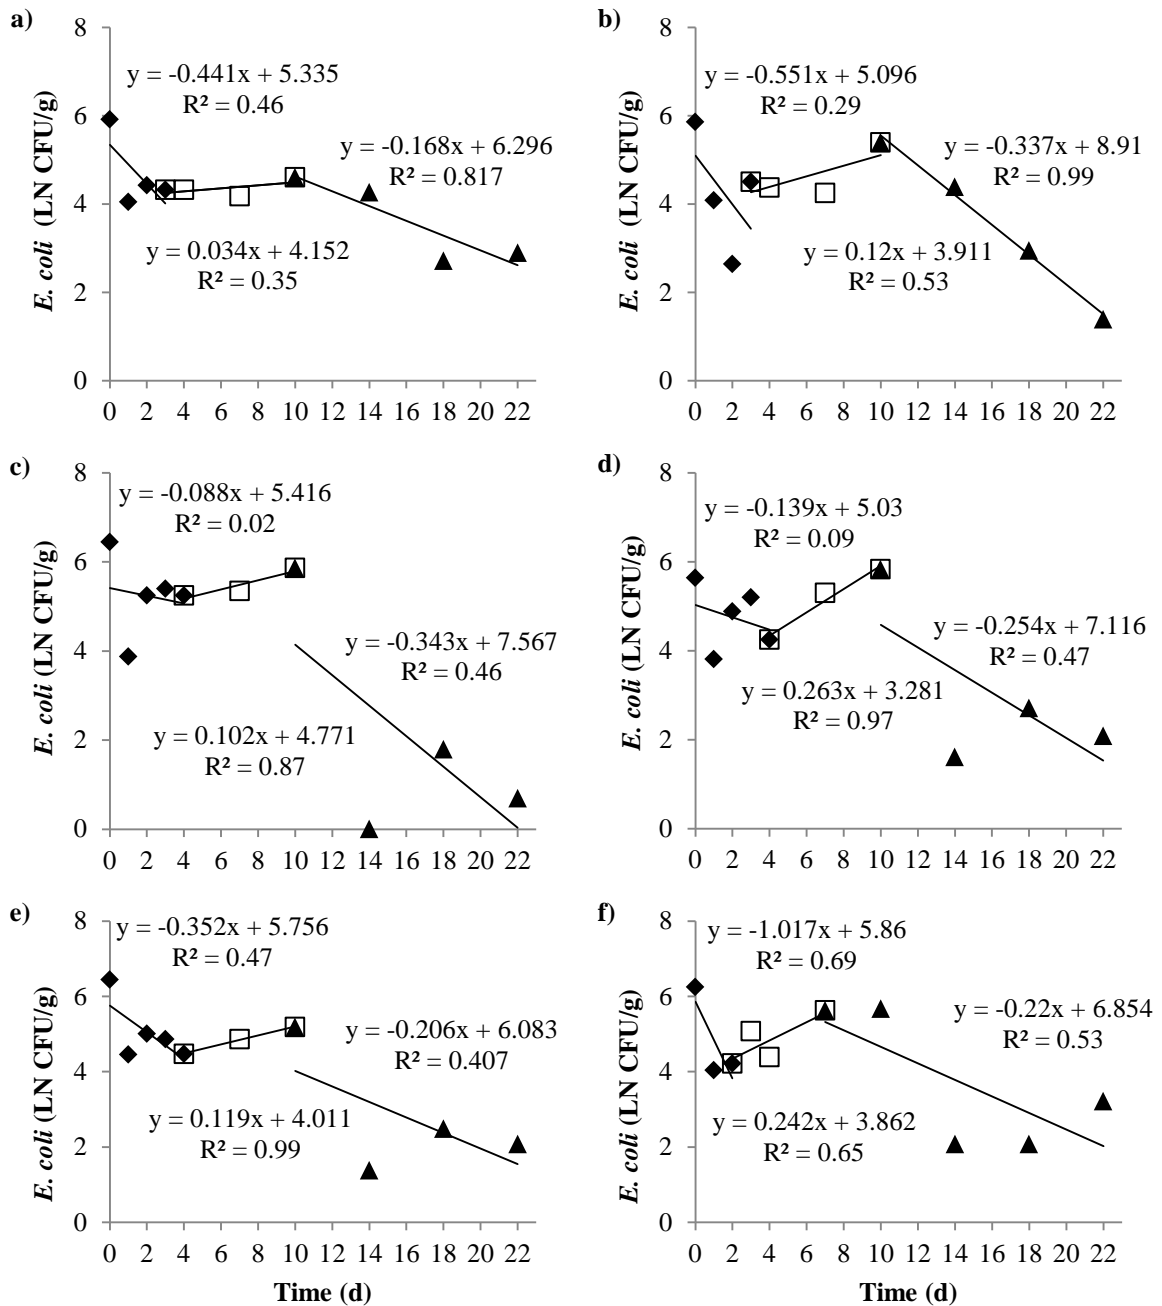 a)
8
6
4
2
0
E. coli (LN CFU/g)
y = -0.441x + 5.335
R² = 0.46
y = -0.168x + 6.296
R² = 0.817
y = 0.034x + 4.152
R² = 0.35
0 2 4 6 8 10 12 14 16 18 20 22
b)
8
6
4
2
0
E. coli (LN CFU/g)
y = -0.551x + 5.096
R² = 0.29
y = -0.337x + 8.91
R² = 0.99
y = 0.12x + 3.911
R² = 0.53
0 2 4 6 8 10 12 14 16 18 20 22
c)
8
6
4
2
0
E. coli (LN CFU/g)
y = -0.088x + 5.416
R² = 0.02
y = -0.343x + 7.567
R² = 0.46
y = 0.102x + 4.771
R² = 0.87
0 2 4 6 8 10 12 14 16 18 20 22
d)
8
6
4
2
0
E. coli (LN CFU/g)
y = -0.139x + 5.03
R² = 0.09
y = -0.254x + 7.116
R² = 0.47
y = 0.263x + 3.281
R² = 0.97
0 2 4 6 8 10 12 14 16 18 20 22
e)
8
6
4
2
0
E. coli (LN CFU/g)
y = -0.352x + 5.756
R² = 0.47
y = -0.206x + 6.083
R² = 0.407
y = 0.119x + 4.011
R² = 0.99
0 2 4 6 8 10 12 14 16 18 20 22
Time (d)
f)
8
6
4
2
0
E. coli (LN CFU/g)
y = -1.017x + 5.86
R² = 0.69
y = -0.22x + 6.854
R² = 0.53
y = 0.242x + 3.862
R² = 0.65
0 2 4 6 8 10 12 14 16 18 20 22
Time (d)